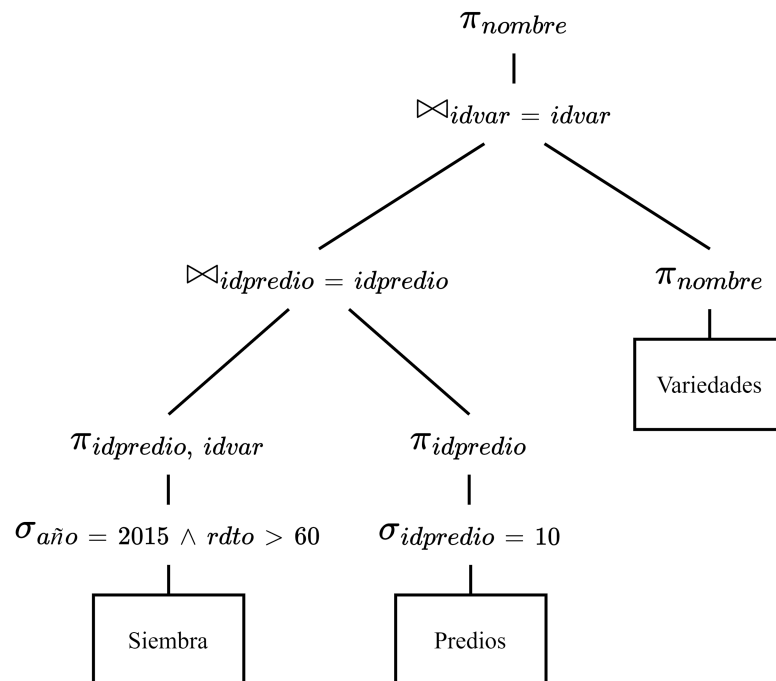 π nombre
⋈ idvar = idvar
⋈ idpredio = idpredio
π nombre
Variedades
π idpredio, idvar
π idpredio
σ año = 2015 ∧ rdto > 60
σ idpredio = 10
Siembra
Predios